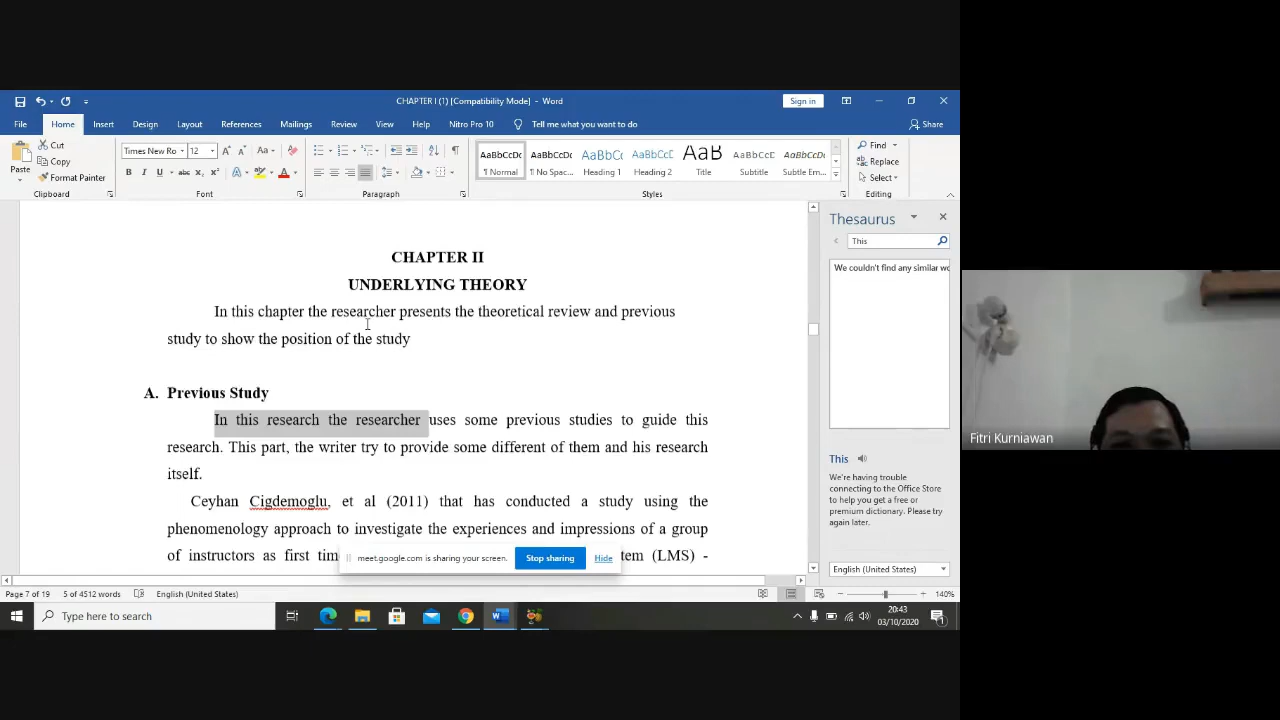 CHAPTER I (1) [Compatibility Mode] - Word
Sign in
File Home Insert Design Layout References Mailings Review View Help Nitro Pro 10 Tell me what you want to do Share
Paste
Cut
Copy
Format Painter
Clipboard
Times New Ro 12
Font
Paragraph
AaBbCcDc AaBbCcDc AaBbCc AaBbCcD AaB AaBbCcD AaBbCcD
¶ Normal ¶ No Spac... Heading 1 Heading 2 Title Subtitle Subtle Em...
Styles
Find
Replace
Select
Editing
CHAPTER II
UNDERLYING THEORY
In this chapter the researcher presents the theoretical review and previous
study to show the position of the study
A. Previous Study
In this research the researcher uses some previous studies to guide this
research. This part, the writer try to provide some different of them and his research
itself.
Ceyhan Cigdemoglu, et al (2011) that has conducted a study using the
phenomenology approach to investigate the experiences and impressions of a group
of instructors as first (LMS) -
meet.google.com is sharing your screen. Stop sharing Hide
Thesaurus
This
We couldn't find any similar
This
We're having trouble
connecting to the Office Store
to help you get a free or
premium dictionary. Please try
again later.
English (United States)
Page 7 of 19 5 of 4512 words English (United States) 140%
Type here to search
20:43
03/10/2020
1
Fitri Kurniawan